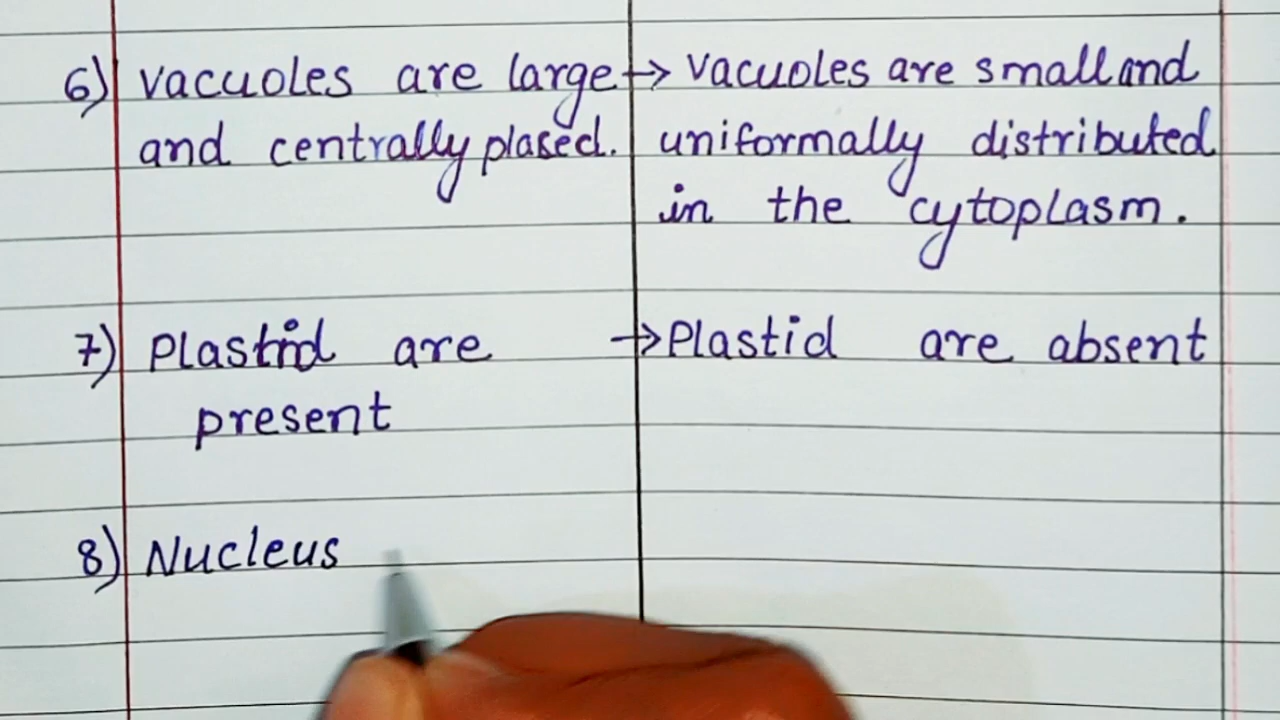 6) Vacuoles are large → Vacuoles are small and
and centrally plased. uniformally distributed
in the cytoplasm.
7) Plastid are → Plastid are absent
present
8) Nucleus